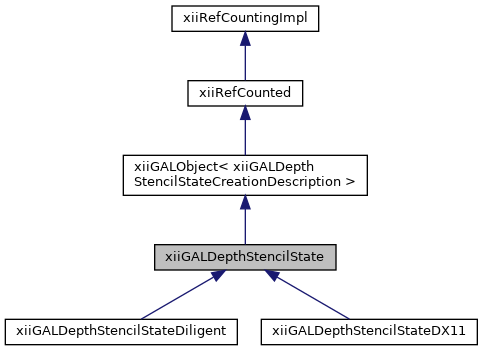 xiiRefCountingImpl
xiiRefCounted
xiiGALObject< xiiGALDepth
StencilStateCreationDescription >
xiiGALDepthStencilState
xiiGALDepthStencilStateDiligent
xiiGALDepthStencilStateDX11